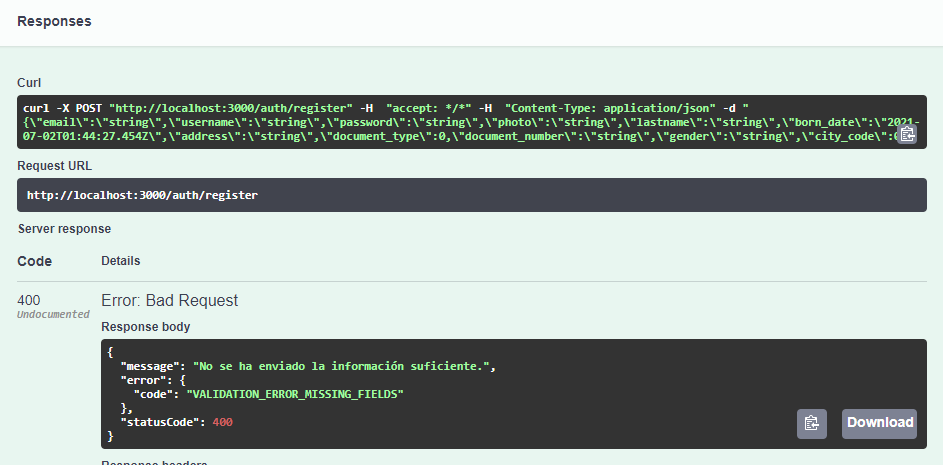 Responses
Curl
curl -X POST "http://localhost:3000/auth/register" -H  "accept: */*" -H  "Content-Type: application/json" -d "
{\"email\":\"string\",\"username\":\"string\",\"password\":\"string\",\"photo\":\"string\",\"lastname\":\"string\",\"born_date\":\"2021-
07-02T01:44:27.454Z\",\"address\":\"string\",\"document_type\":0,\"document_number\":\"string\",\"gender\":\"string\",\"city_code\":
Request URL
http://localhost:3000/auth/register
Server response
Code Details
400 Error: Bad Request
Undocumented
Response body
{
  "message": "No se ha enviado la información suficiente.",
  "error": {
    "code": "VALIDATION_ERROR_MISSING_FIELDS"
  },
  "statusCode": 400
}
Download
Response headers